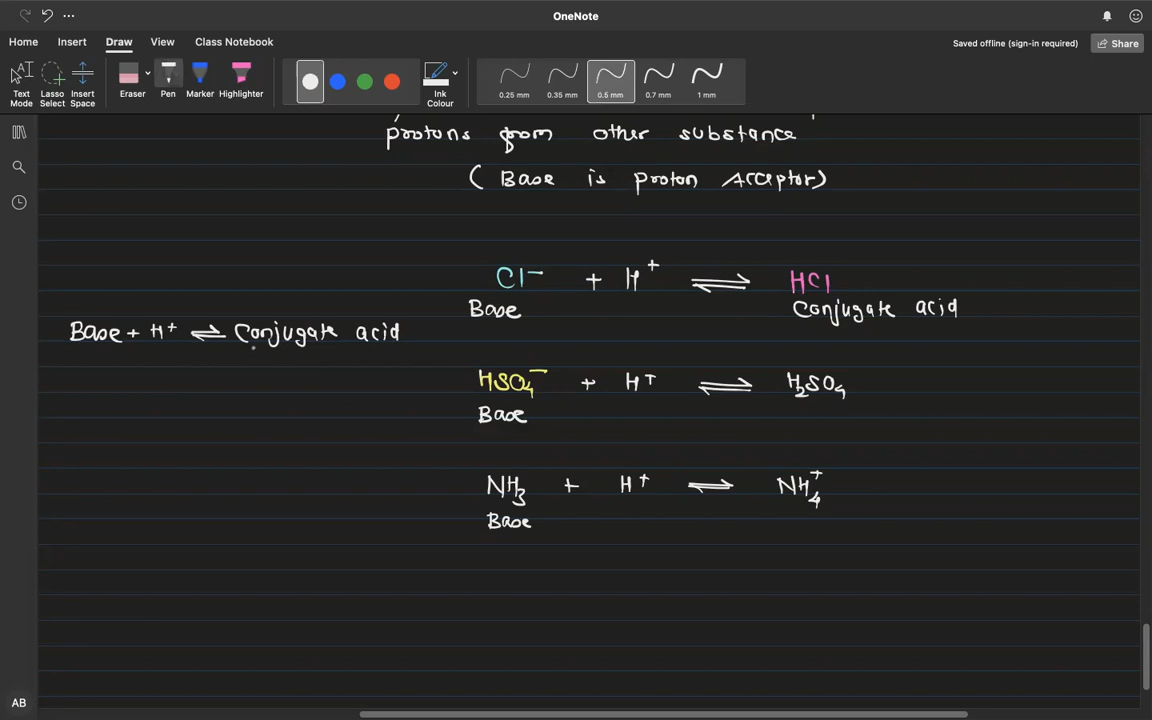 OneNote
Home Insert Draw View Class Notebook
Saved offline (sign-in required) Share
Text Mode Lasso Select Insert Space Eraser Pen Marker Highlighter Ink Colour 0.25 mm 0.35 mm 0.5 mm 0.7 mm 1 mm
protons from other substance
( Base is proton Acceptor)
Cl⁻ + H⁺ ⇌ HCl
Base Conjugate acid
Base + H⁺ ⇌ Conjugate acid
HSO₄⁻ + H⁺ ⇌ H₂SO₄
Base
NH₃ + H⁺ ⇌ NH₄⁺
Base
AB